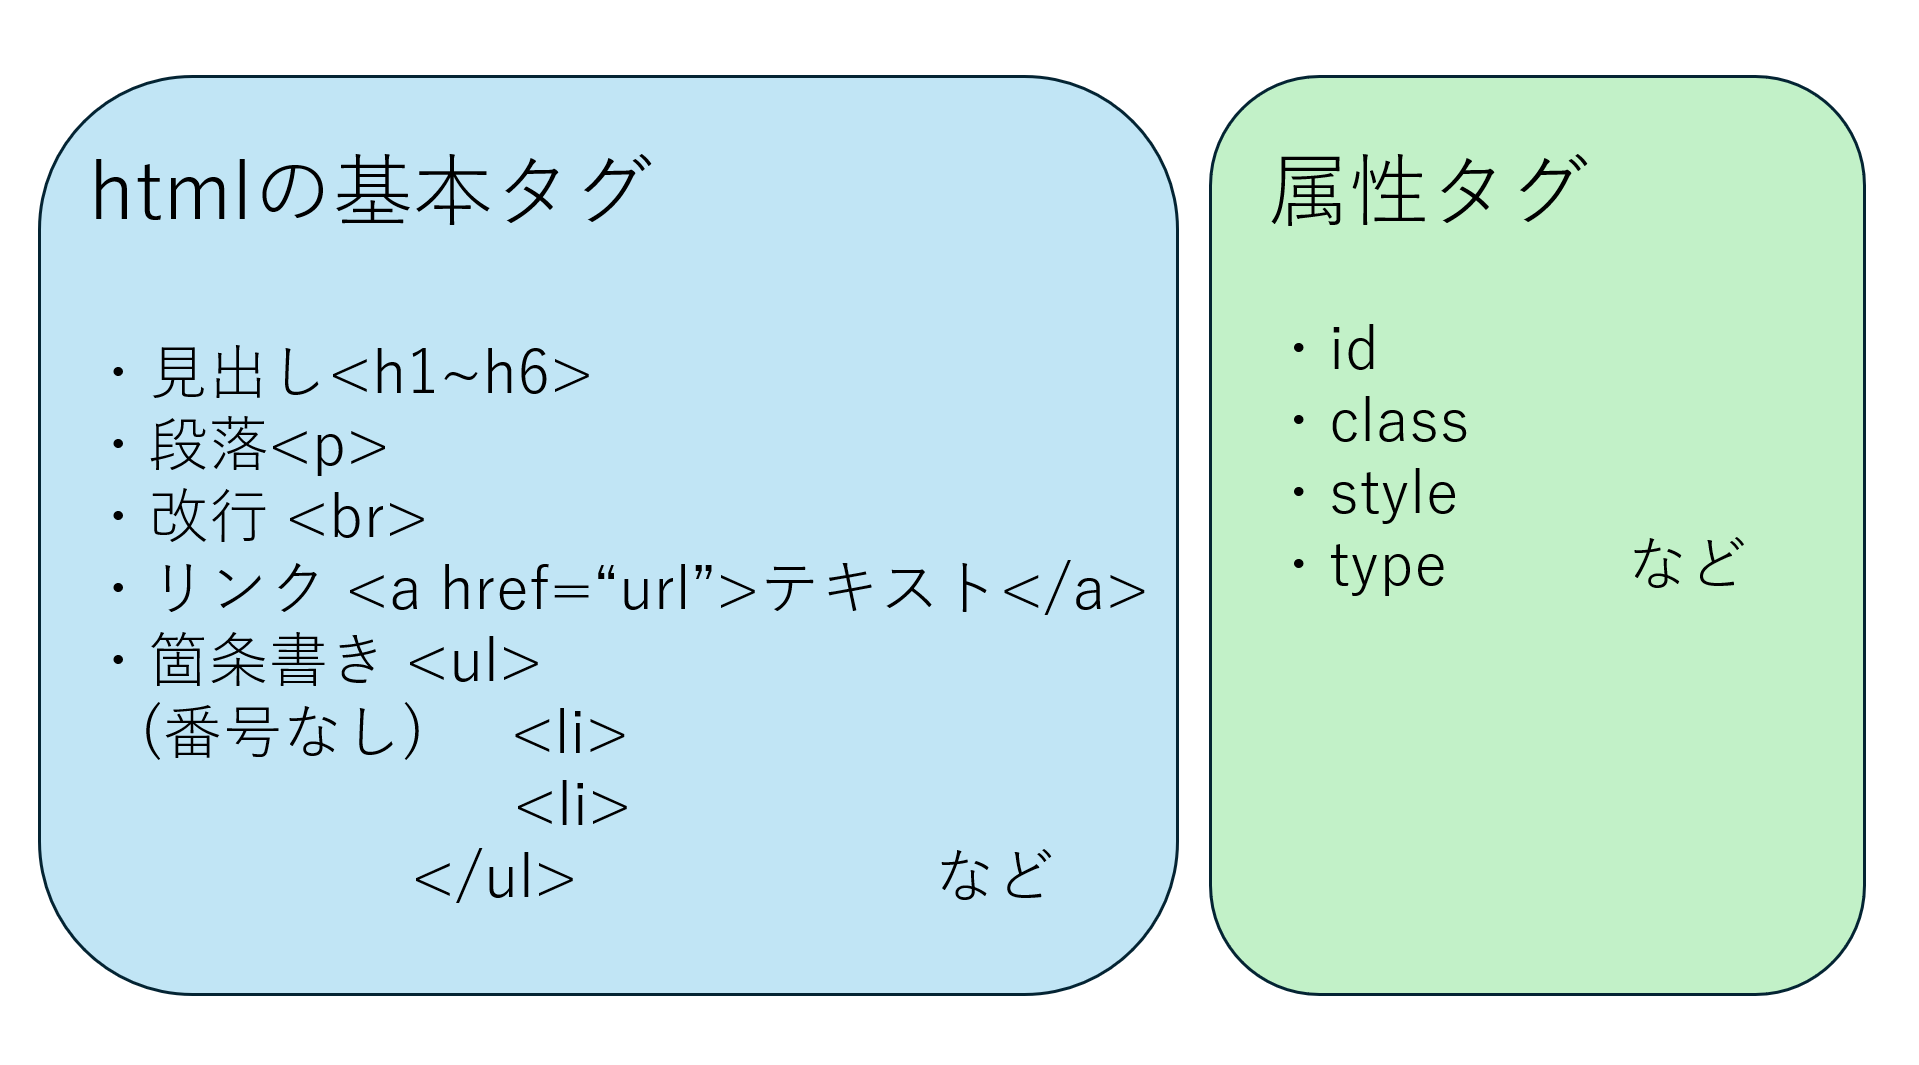 htmlの基本タグ
・見出し<h1~h6>
・段落<p>
・改行 <br>
・リンク <a href=“url”>テキスト</a>
・箇条書き <ul>
（番号なし） <li>
<li>
</ul> など
属性タグ
・id
・class
・style
・type など